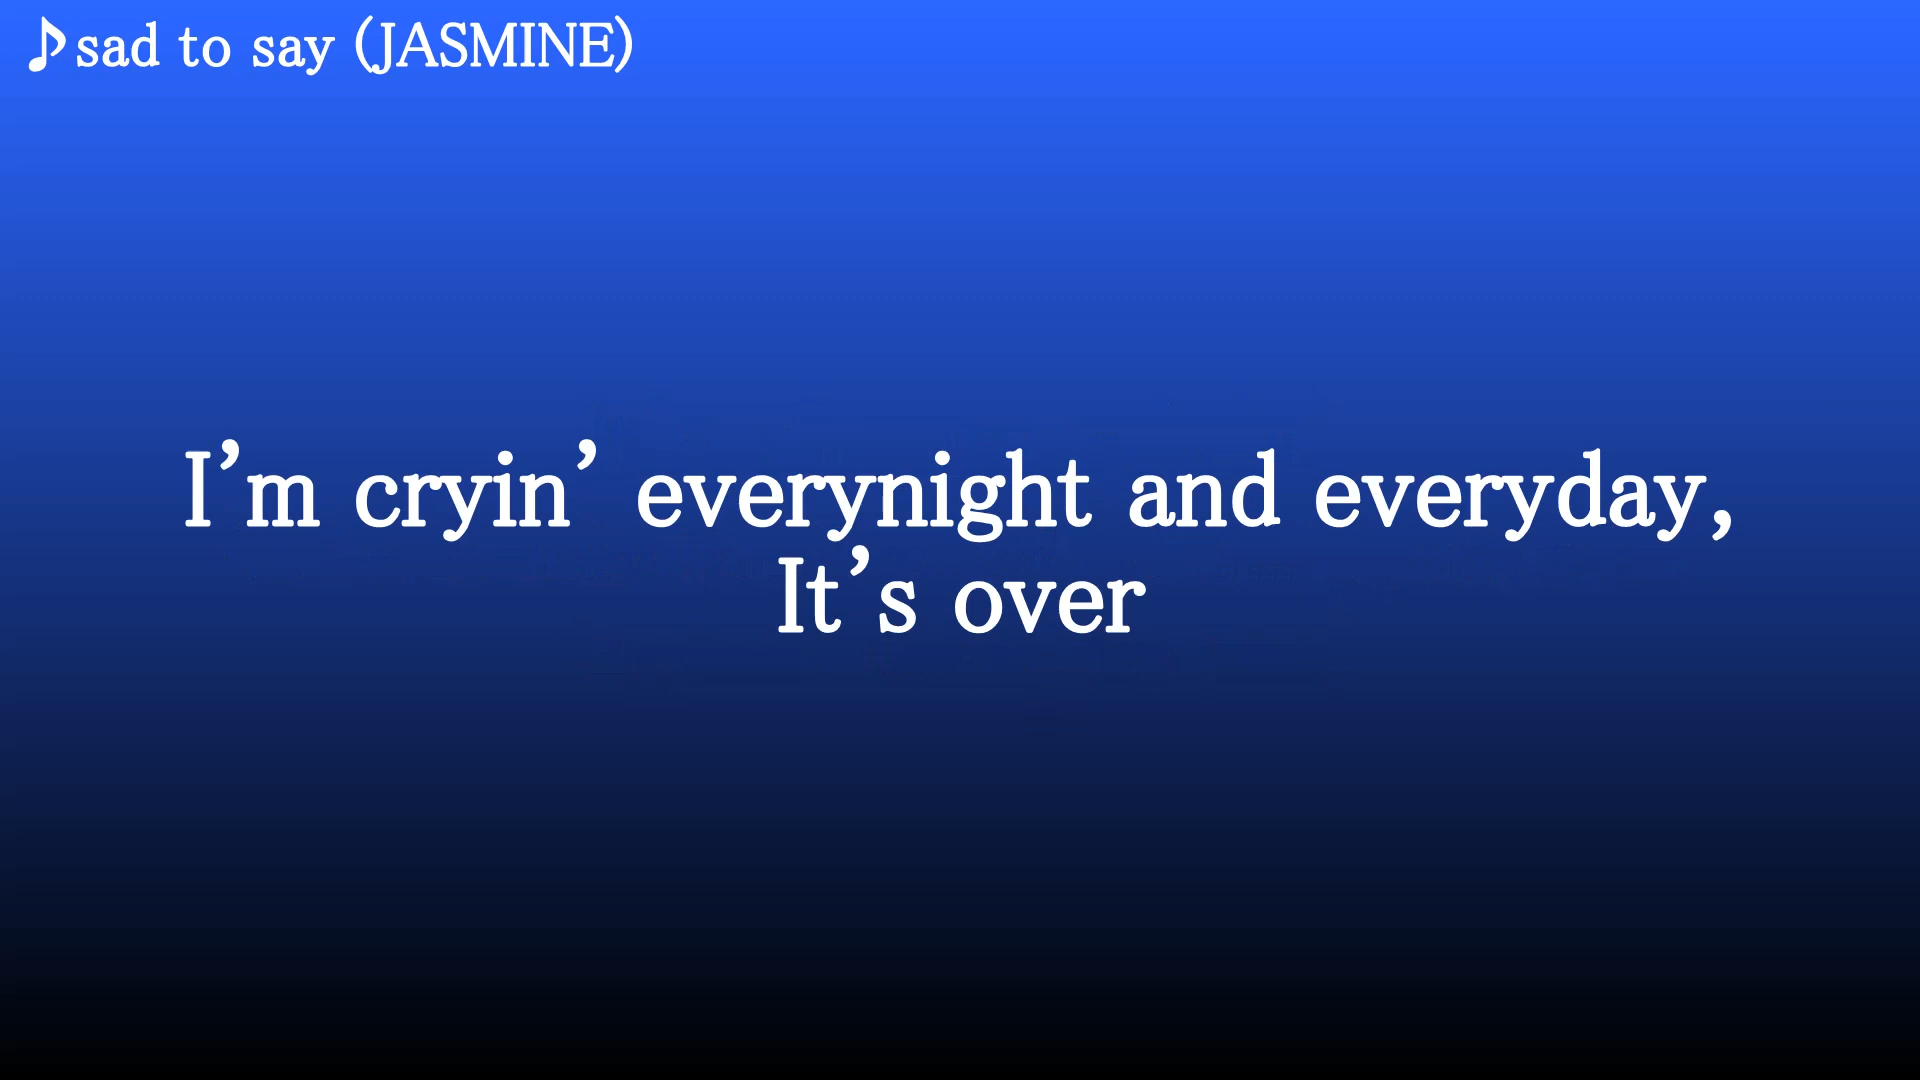 ♪sad to say (JASMINE)
I’m cryin’ everynight and everyday,
It’s over